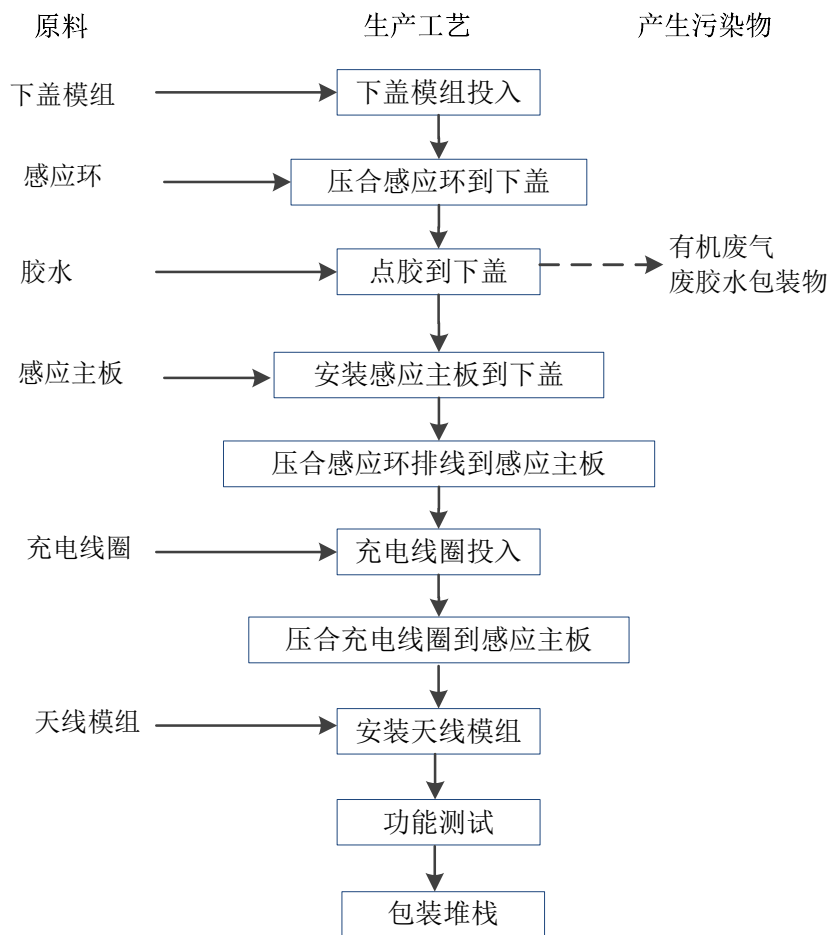 原料 生产工艺 产生污染物
下盖模组 下盖模组投入
感应环 压合感应环到下盖
胶水 点胶到下盖 有机废气
废胶水包装物
感应主板 安装感应主板到下盖
压合感应环排线到感应主板
充电线圈 充电线圈投入
压合充电线圈到感应主板
天线模组 安装天线模组
功能测试
包装堆栈